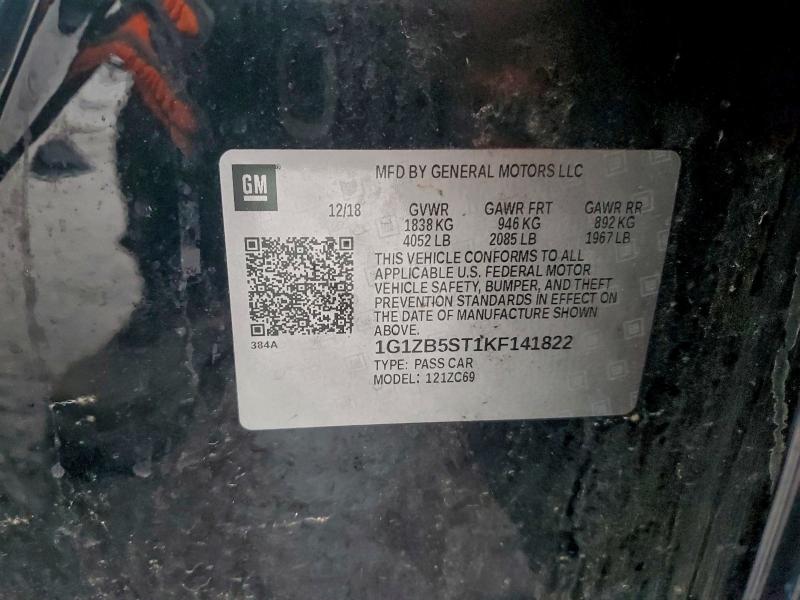 GM
MFD BY GENERAL MOTORS LLC
12/18 GVWR GAWR FRT GAWR RR
1838 KG 946 KG 892 KG
4052 LB 2085 LB 1967 LB
THIS VEHICLE CONFORMS TO ALL
APPLICABLE U.S. FEDERAL MOTOR
VEHICLE SAFETY, BUMPER, AND THEFT
PREVENTION STANDARDS IN EFFECT ON
THE DATE OF MANUFACTURE SHOWN
ABOVE.
384A
1G1ZB5ST1KF141822
TYPE: PASS CAR
MODEL: 121ZC69